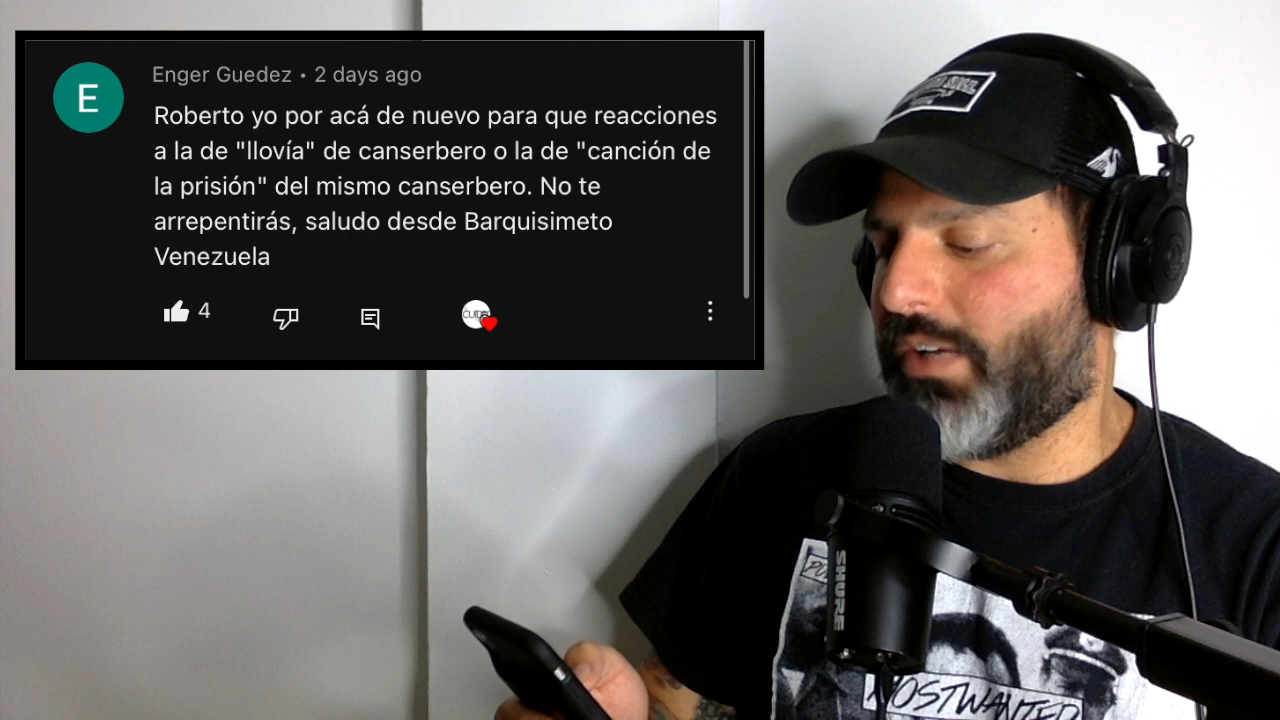 E
Enger Guedez • 2 days ago
Roberto yo por acá de nuevo para que reacciones
a la de "llovía" de canserbero o la de "canción de
la prisión" del mismo canserbero. No te
arrepentirás, saludo desde Barquisimeto
Venezuela
4
SHURE
MOSTWANTED